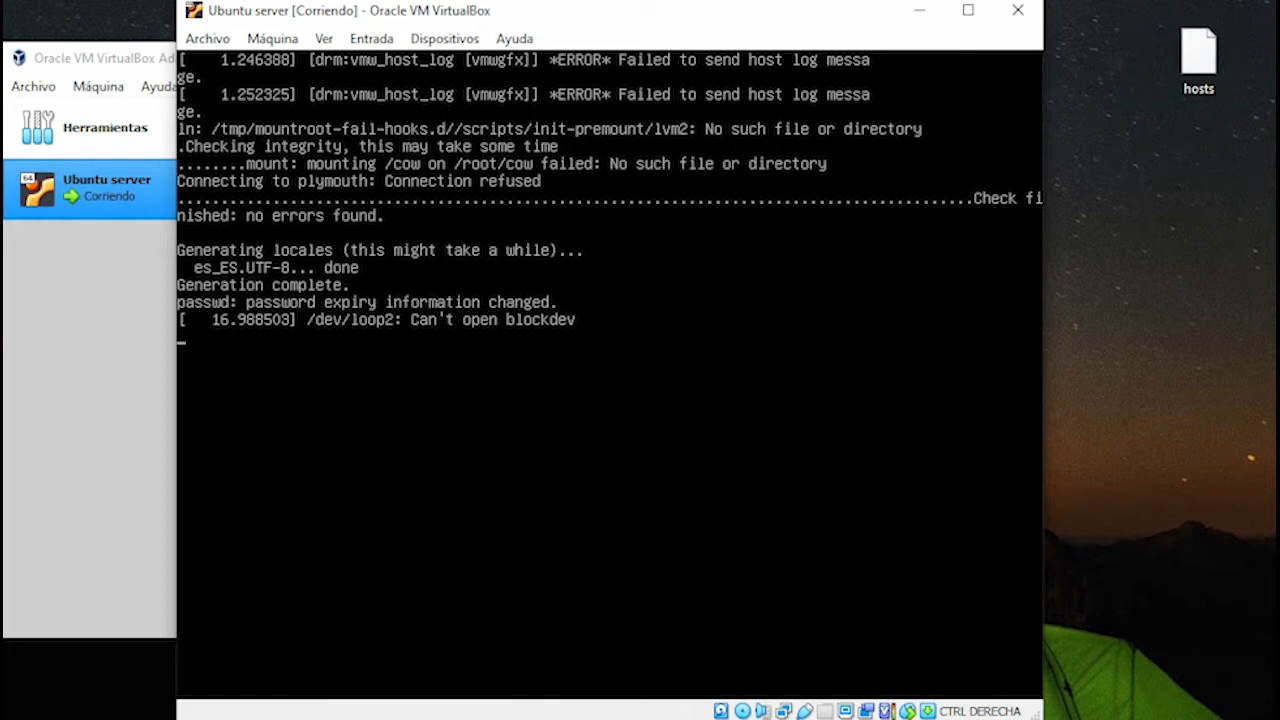 Ubuntu server [Corriendo] - Oracle VM VirtualBox
Archivo Máquina Ver Entrada Dispositivos Ayuda
Oracle VM VirtualBox Ad
Archivo Máquina Ayuda
Herramientas
64
Ubuntu server
Corriendo
[    1.246388] [drm:vmw_host_log [vmwgfx]] *ERROR* Failed to send host log messa
ge.
[    1.252325] [drm:vmw_host_log [vmwgfx]] *ERROR* Failed to send host log messa
ge.
ln: /tmp/mountroot-fail-hooks.d//scripts/init-premount/lvm2: No such file or directory
.Checking integrity, this may take some time
........mount: mounting /cow on /root/cow failed: No such file or directory
Connecting to plymouth: Connection refused
............................................................................................Check fi
nished: no errors found.
Generating locales (this might take a while)...
  es_ES.UTF-8... done
Generation complete.
passwd: password expiry information changed.
[   16.988503] /dev/loop2: Can't open blockdev
hosts
CTRL DERECHA